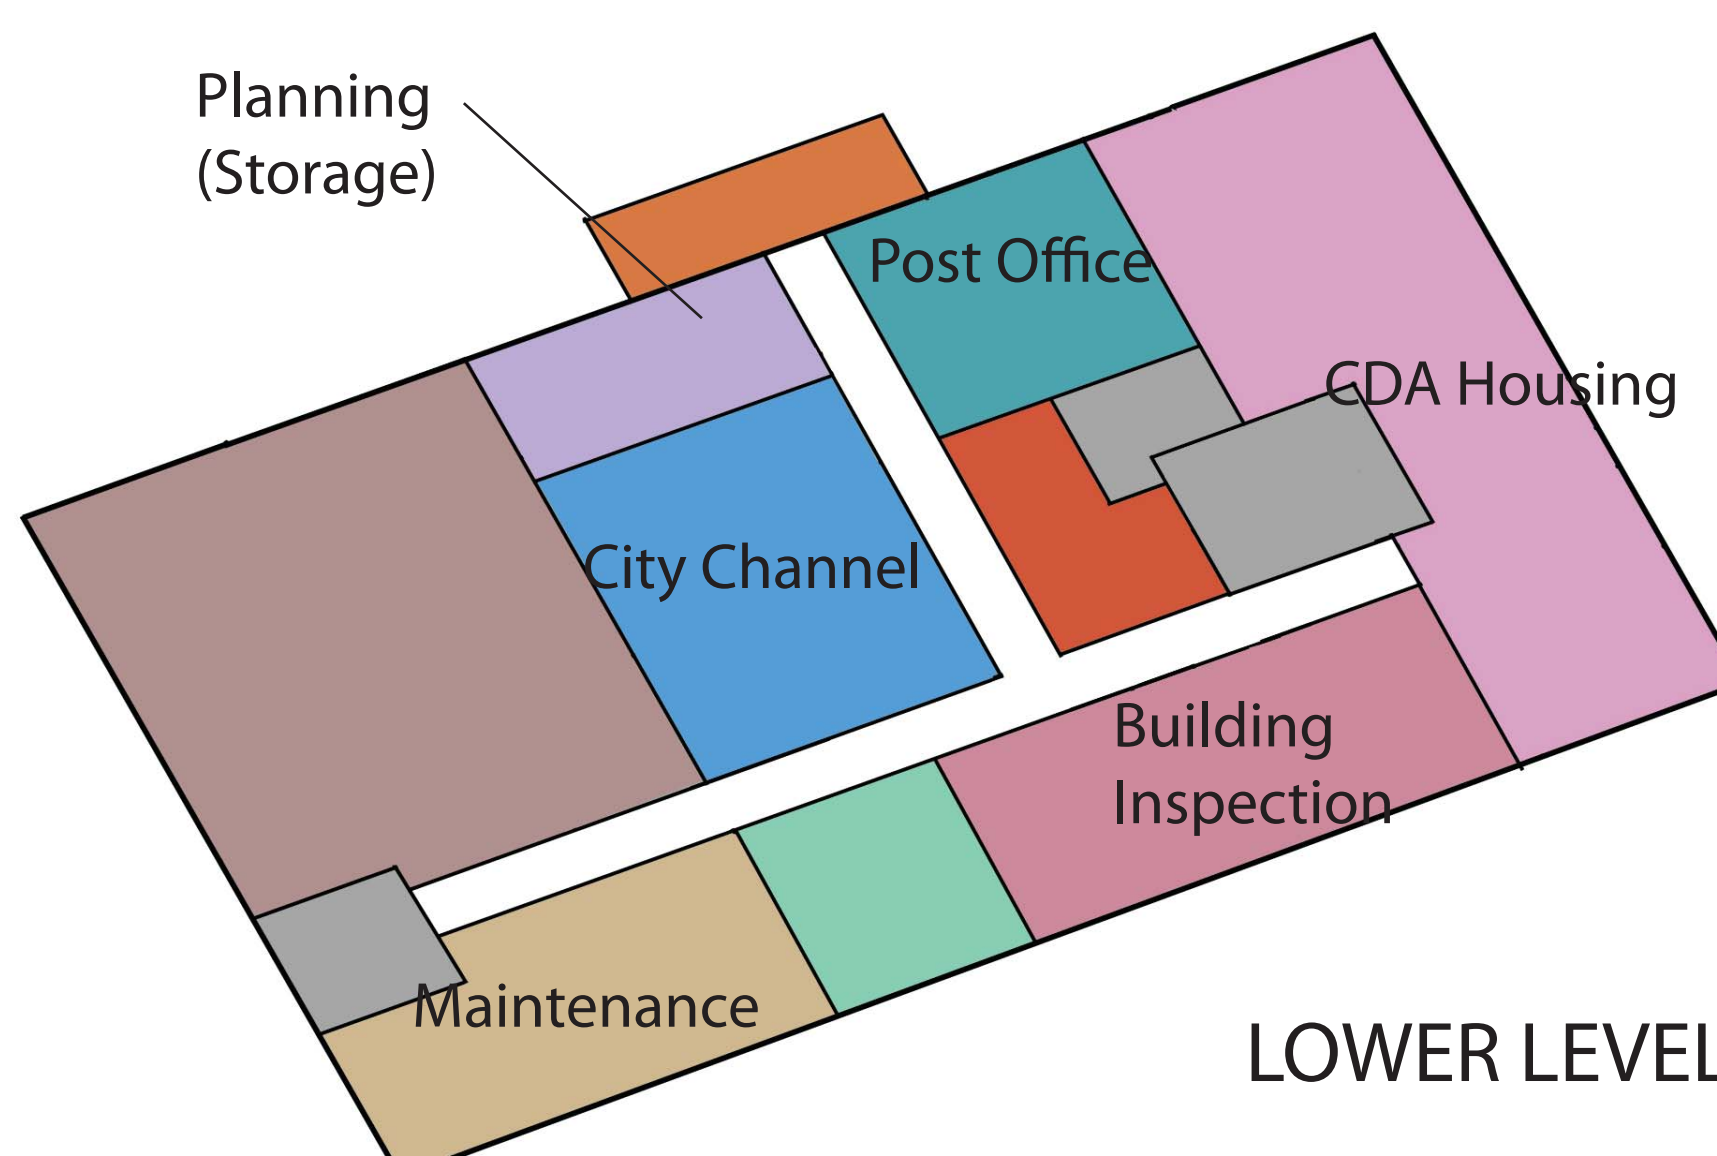 Planning
(Storage)
Post Office
CDA Housing
City Channel
Building
Inspection
Maintenance
LOWER LEVEL